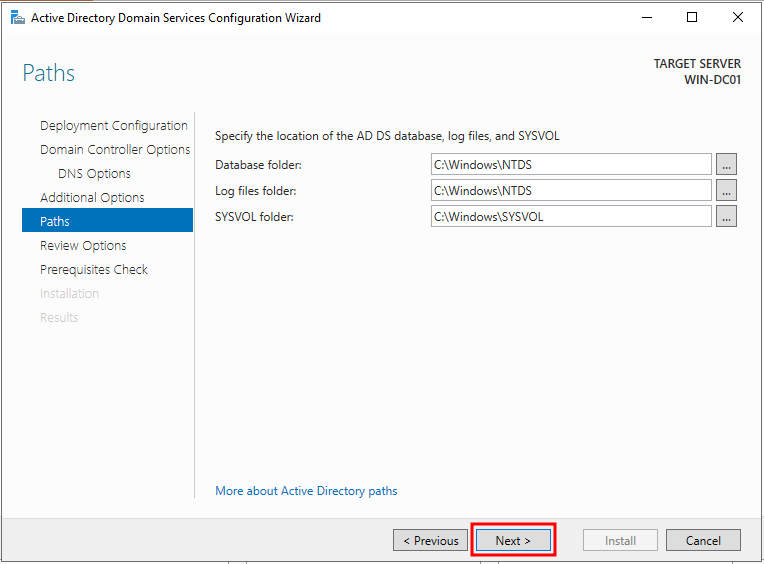 Active Directory Domain Services Configuration Wizard
Paths
TARGET SERVER
WIN-DC01
Deployment Configuration
Domain Controller Options
DNS Options
Additional Options
Paths
Review Options
Prerequisites Check
Installation
Results
Specify the location of the AD DS database, log files, and SYSVOL
Database folder: C:\Windows\NTDS ...
Log files folder: C:\Windows\NTDS ...
SYSVOL folder: C:\Windows\SYSVOL ...
More about Active Directory paths
< Previous Next > Install Cancel